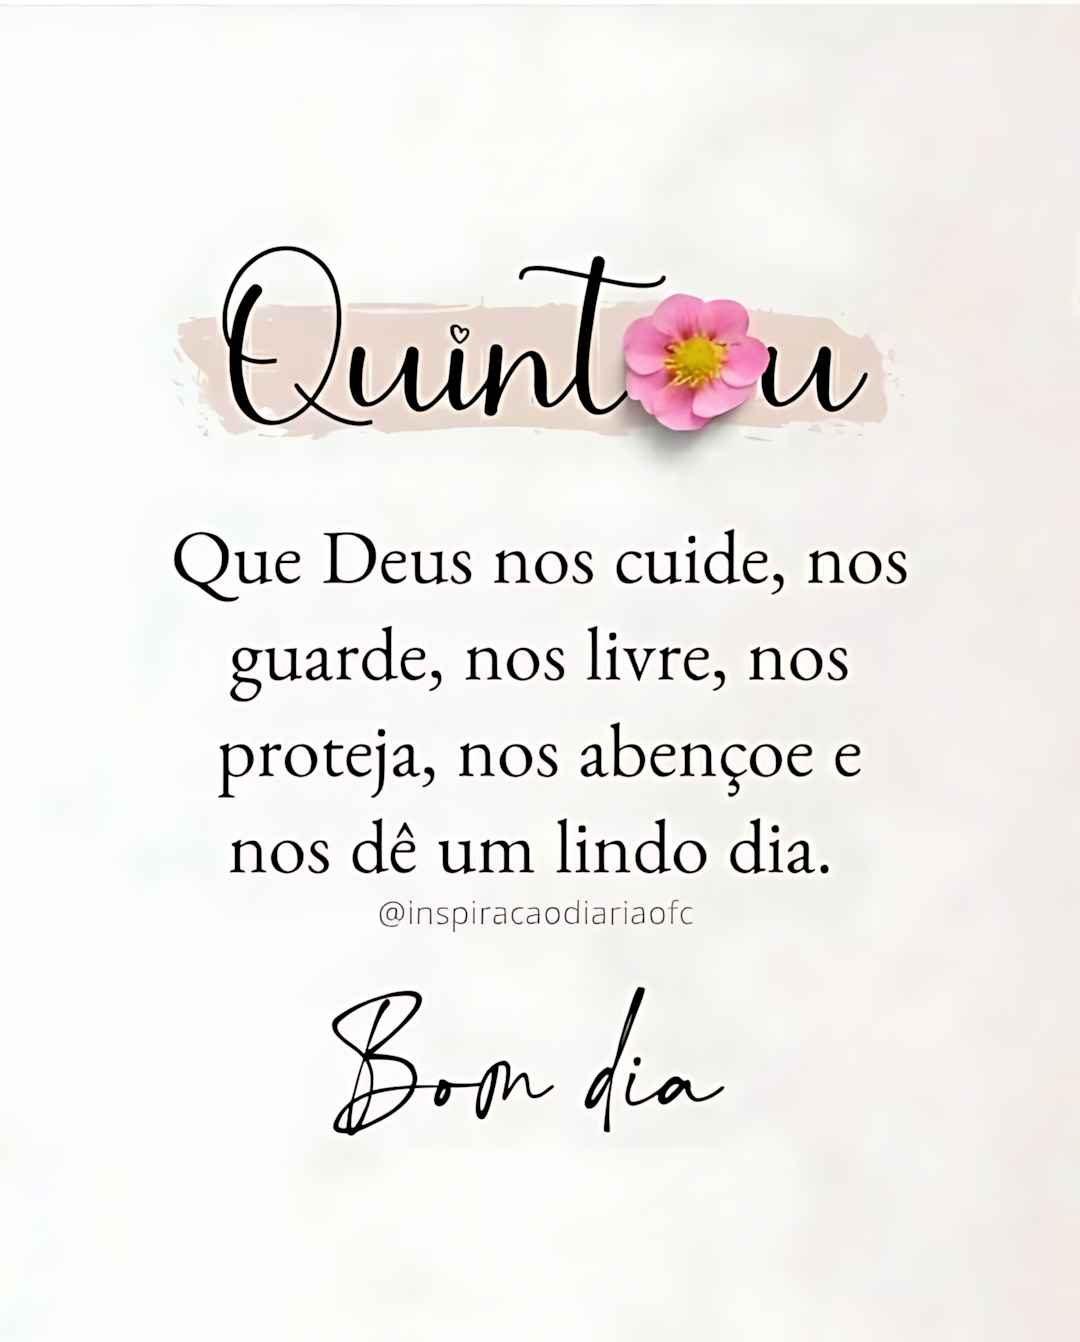 Quintou
Que Deus nos cuide, nos
guarde, nos livre, nos
proteja, nos abençoe e
nos dê um lindo dia.
@inspiracaodiariaofc
Bom dia